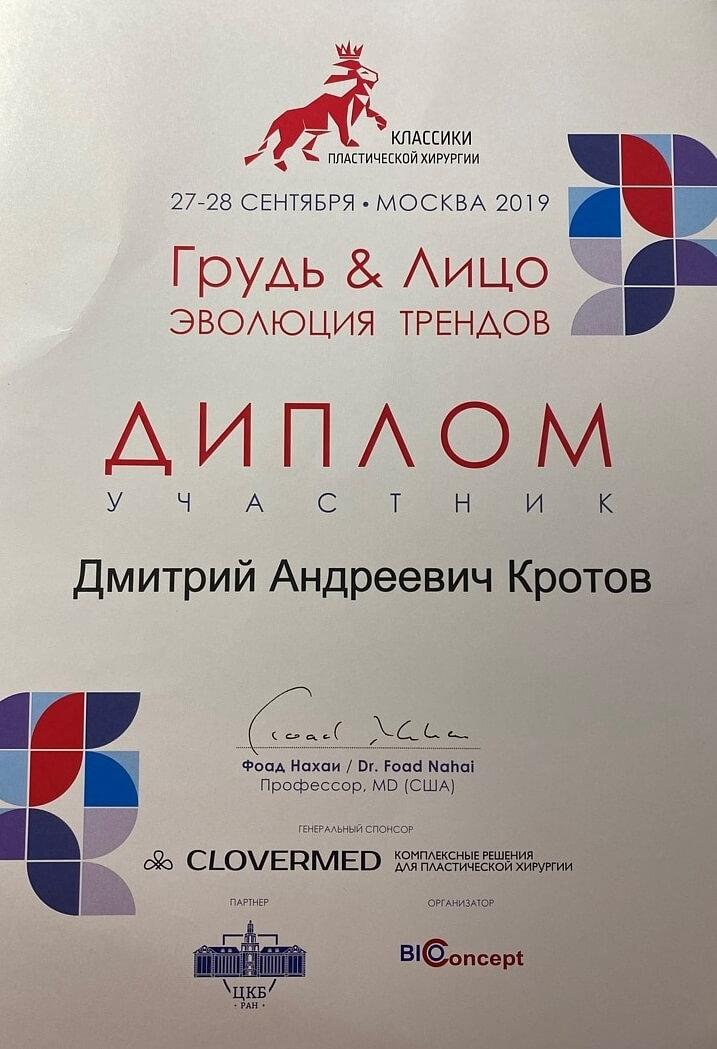 КЛАССИКИ
ПЛАСТИЧЕСКОЙ ХИРУРГИИ
27-28 СЕНТЯБРЯ • МОСКВА 2019
Грудь & Лицо
ЭВОЛЮЦИЯ ТРЕНДОВ
ДИПЛОМ
УЧАСТНИК
Дмитрий Андреевич Кротов
Foad Nahai
Фоад Нахаи / Dr. Foad Nahai
Профессор, MD (США)
ГЕНЕРАЛЬНЫЙ СПОНСОР
CLOVERMED
КОМПЛЕКСНЫЕ РЕШЕНИЯ
ДЛЯ ПЛАСТИЧЕСКОЙ ХИРУРГИИ
ПАРТНЕР
ЦКБ
• РАН •
ОРГАНИЗАТОР
BIOConcept